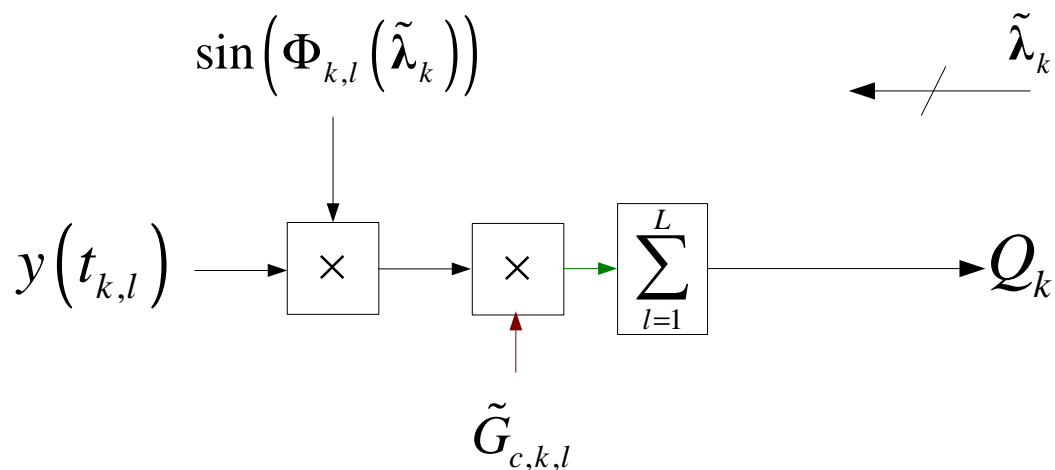 sin(Φ_{k,l}(λ̃_k))
λ̃_k
y(t_{k,l})
×
×
∑_{l=1}^{L}
Q_k
G̃_{c,k,l}